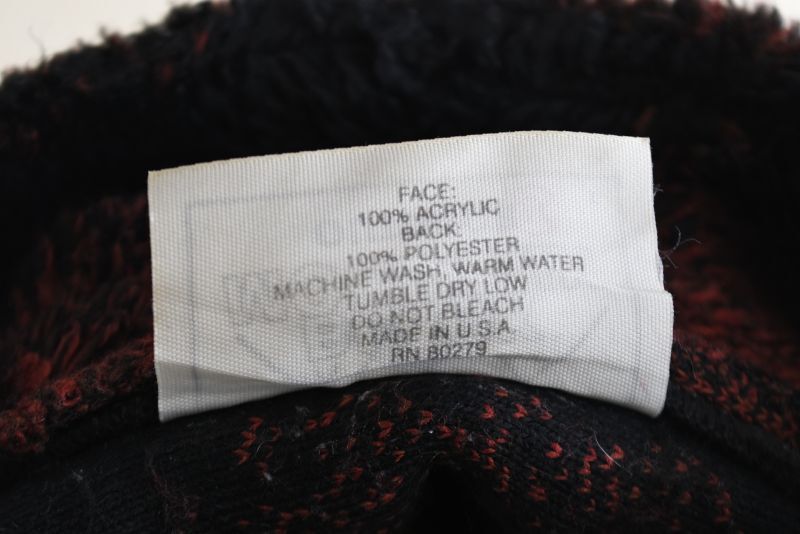 FACE:
100% ACRYLIC
BACK:
100% POLYESTER
MACHINE WASH, WARM WATER
TUMBLE DRY LOW
DO NOT BLEACH
MADE IN U.S.A.
RN 80279